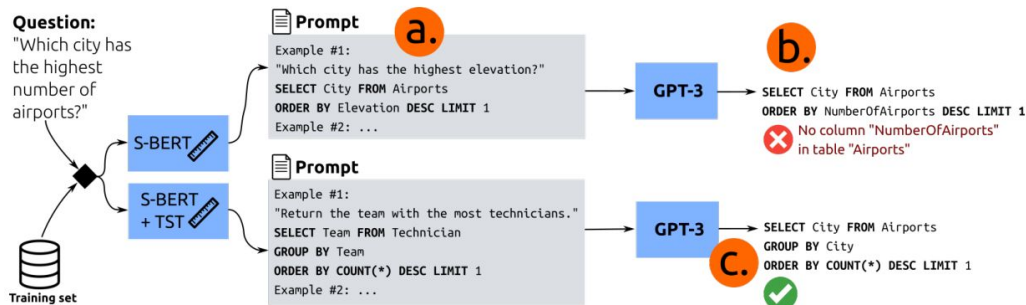 Question:
"Which city has
the highest
number of
airports?"
Training set
S-BERT
S-BERT
+ TST
Prompt
a.
Example #1:
"Which city has the highest elevation?"
SELECT City FROM Airports
ORDER BY Elevation DESC LIMIT 1
Example #2: ...
GPT-3
b.
SELECT City FROM Airports
ORDER BY NumberOfAirports DESC LIMIT 1
No column "NumberOfAirports"
in table "Airports"
Prompt
Example #1:
"Return the team with the most technicians."
SELECT Team FROM Technician
GROUP BY Team
ORDER BY COUNT(*) DESC LIMIT 1
Example #2: ...
GPT-3
c.
SELECT City FROM Airports
GROUP BY City
ORDER BY COUNT(*) DESC LIMIT 1